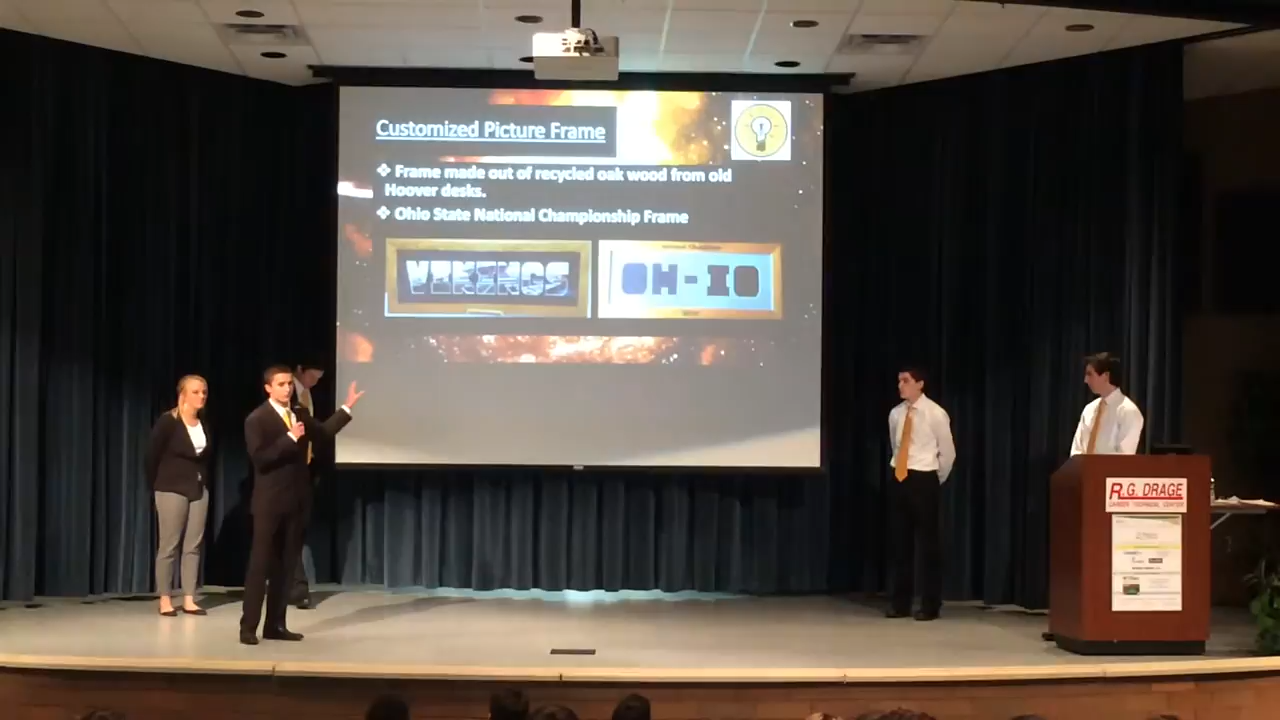 Customized Picture Frame
❖ Frame made out of recycled oak wood from old
Hoover desks.
❖ Ohio State National Championship Frame
VIKINGS
OH-IO
R.G. DRAGE
CAREER TECHNICAL CENTER